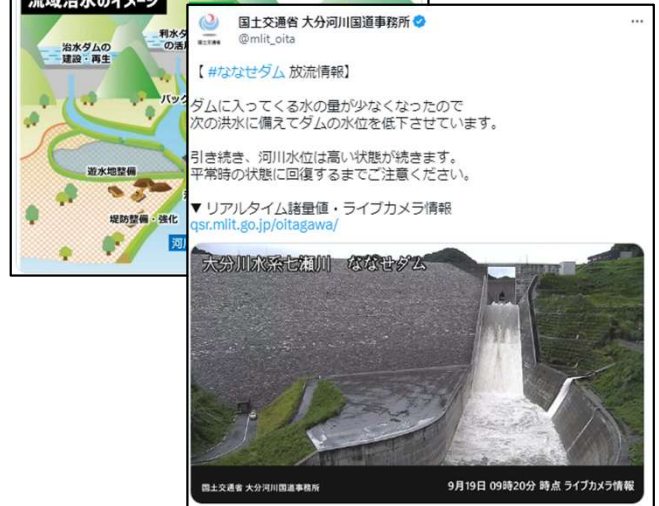 流域治水のイメージ
治水ダムの
建設・再生
利水ダ
の活
バック
遊水地整備
堤防整備・強化
河
国土交通省 大分河川国道事務所
@mlit_oita
【 #ななせダム 放流情報】
ダムに入ってくる水の量が少なくなったので
次の洪水に備えてダムの水位を低下させています。
引き続き、河川水位は高い状態が続きます。
平常時の状態に回復するまでご注意ください。
▼ リアルタイム諸量値・ライブカメラ情報
qsr.mlit.go.jp/oitagawa/
大分川水系七瀬川 ななせダム
国土交通省 大分河川国道事務所
9月19日 09時20分 時点 ライブカメラ情報